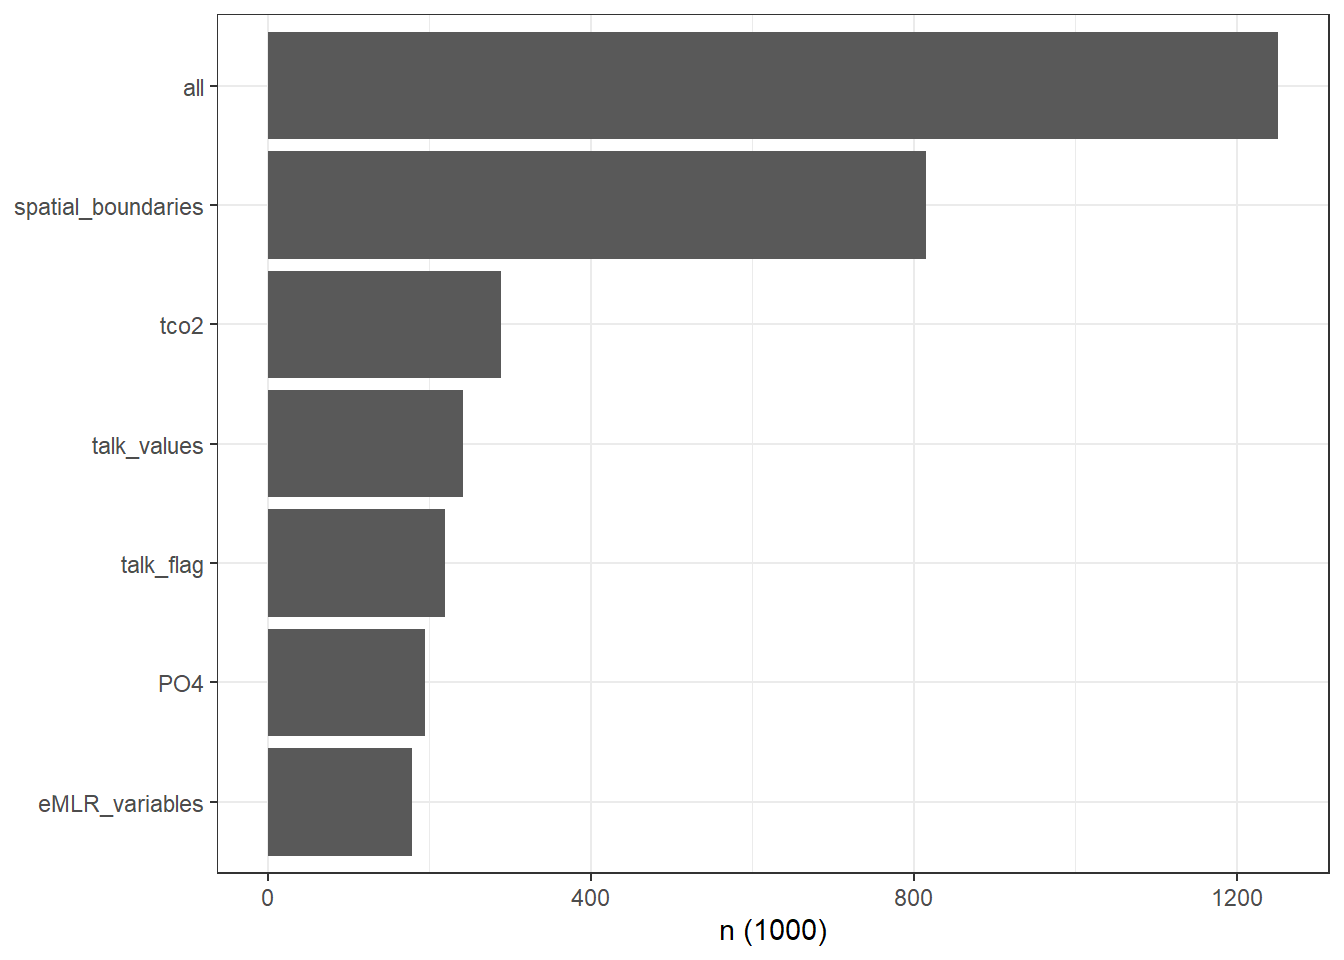 all
spatial_boundaries
tco2
talk_values
talk_flag
PO4
eMLR_variables
0 400 800 1200
n (1000)